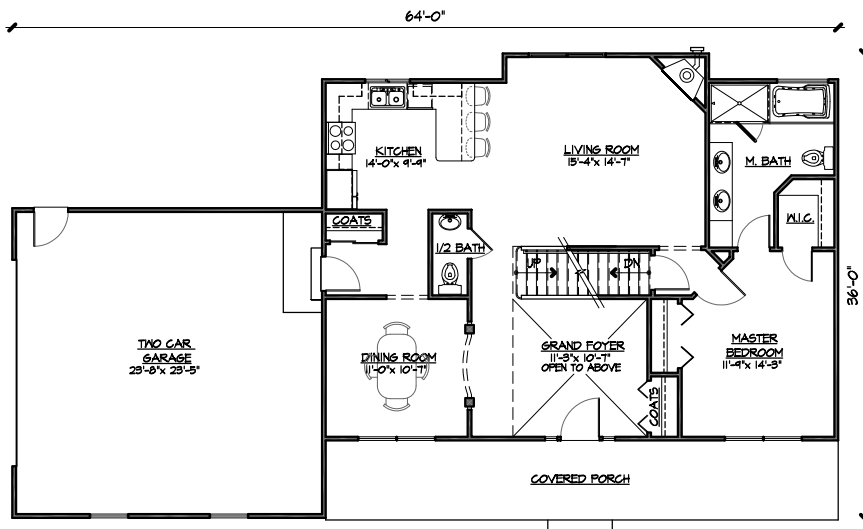 64'-0"
KITCHEN
14'-0"x 9'-9"
LIVING ROOM
15'-4"x 14'-7"
M. BATH
W.I.C.
COATS
1/2 BATH
UP
DN
36'-0"
TWO CAR
GARAGE
23'-8"x 23'-5"
DINING ROOM
11'-0"x 10'-7"
GRAND FOYER
11'-3"x 10'-7"
OPEN TO ABOVE
MASTER
BEDROOM
11'-9"x 14'-3"
COATS
COVERED PORCH